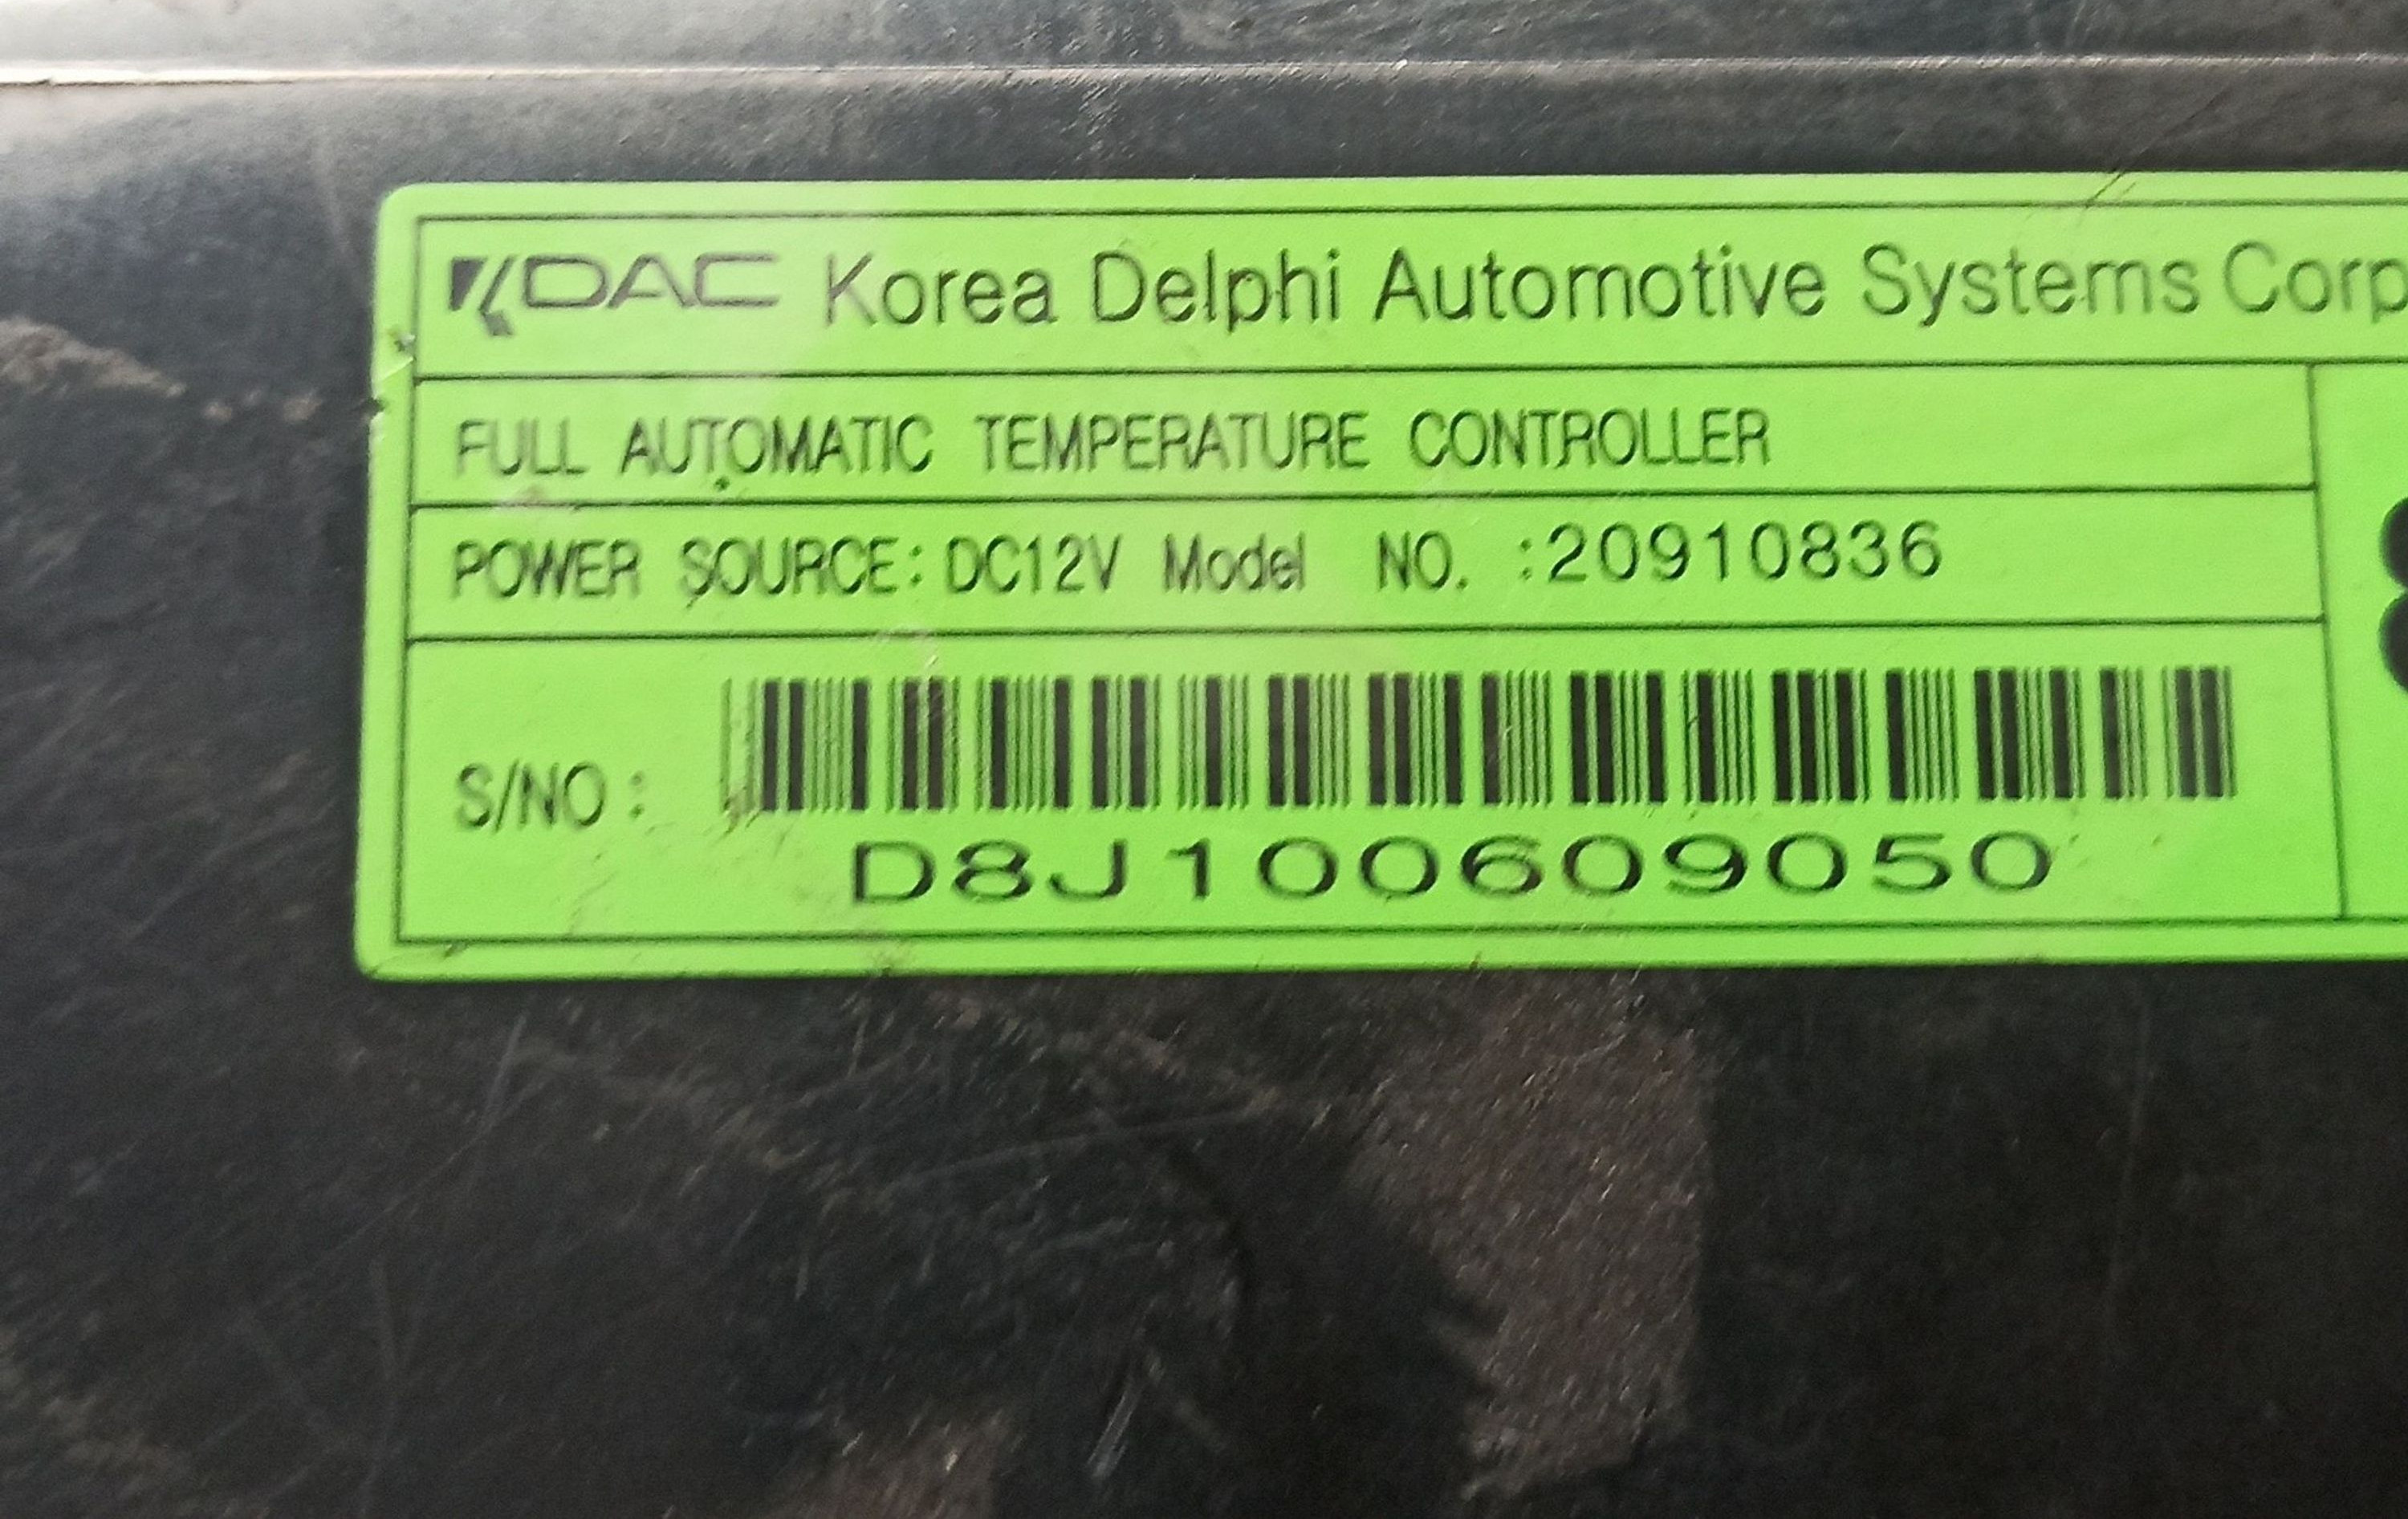 KDAC Korea Delphi Automotive Systems Corp
FULL AUTOMATIC TEMPERATURE CONTROLLER
POWER SOURCE: DC12V Model NO. :20910836
S/NO :
D8J100609050